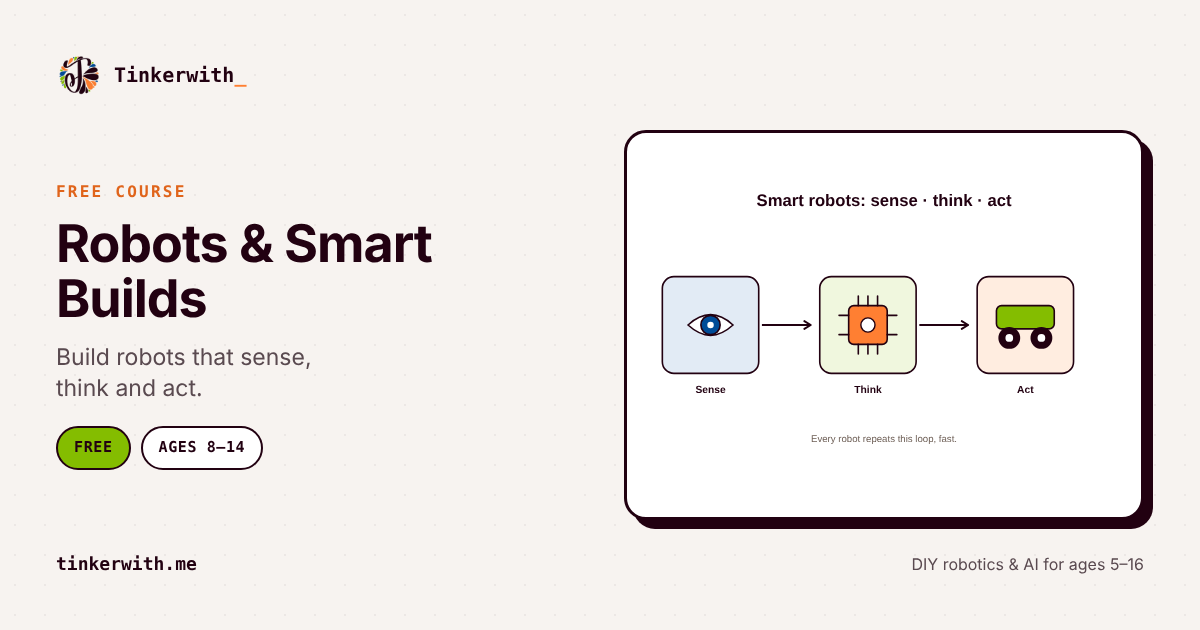 Tinkerwith_
FREE COURSE
Robots & Smart
Builds
Build robots that sense,
think and act.
FREE
AGES 8–14
tinkerwith.me
Smart robots: sense · think · act
Sense
Think
Act
Every robot repeats this loop, fast.
DIY robotics & AI for ages 5–16